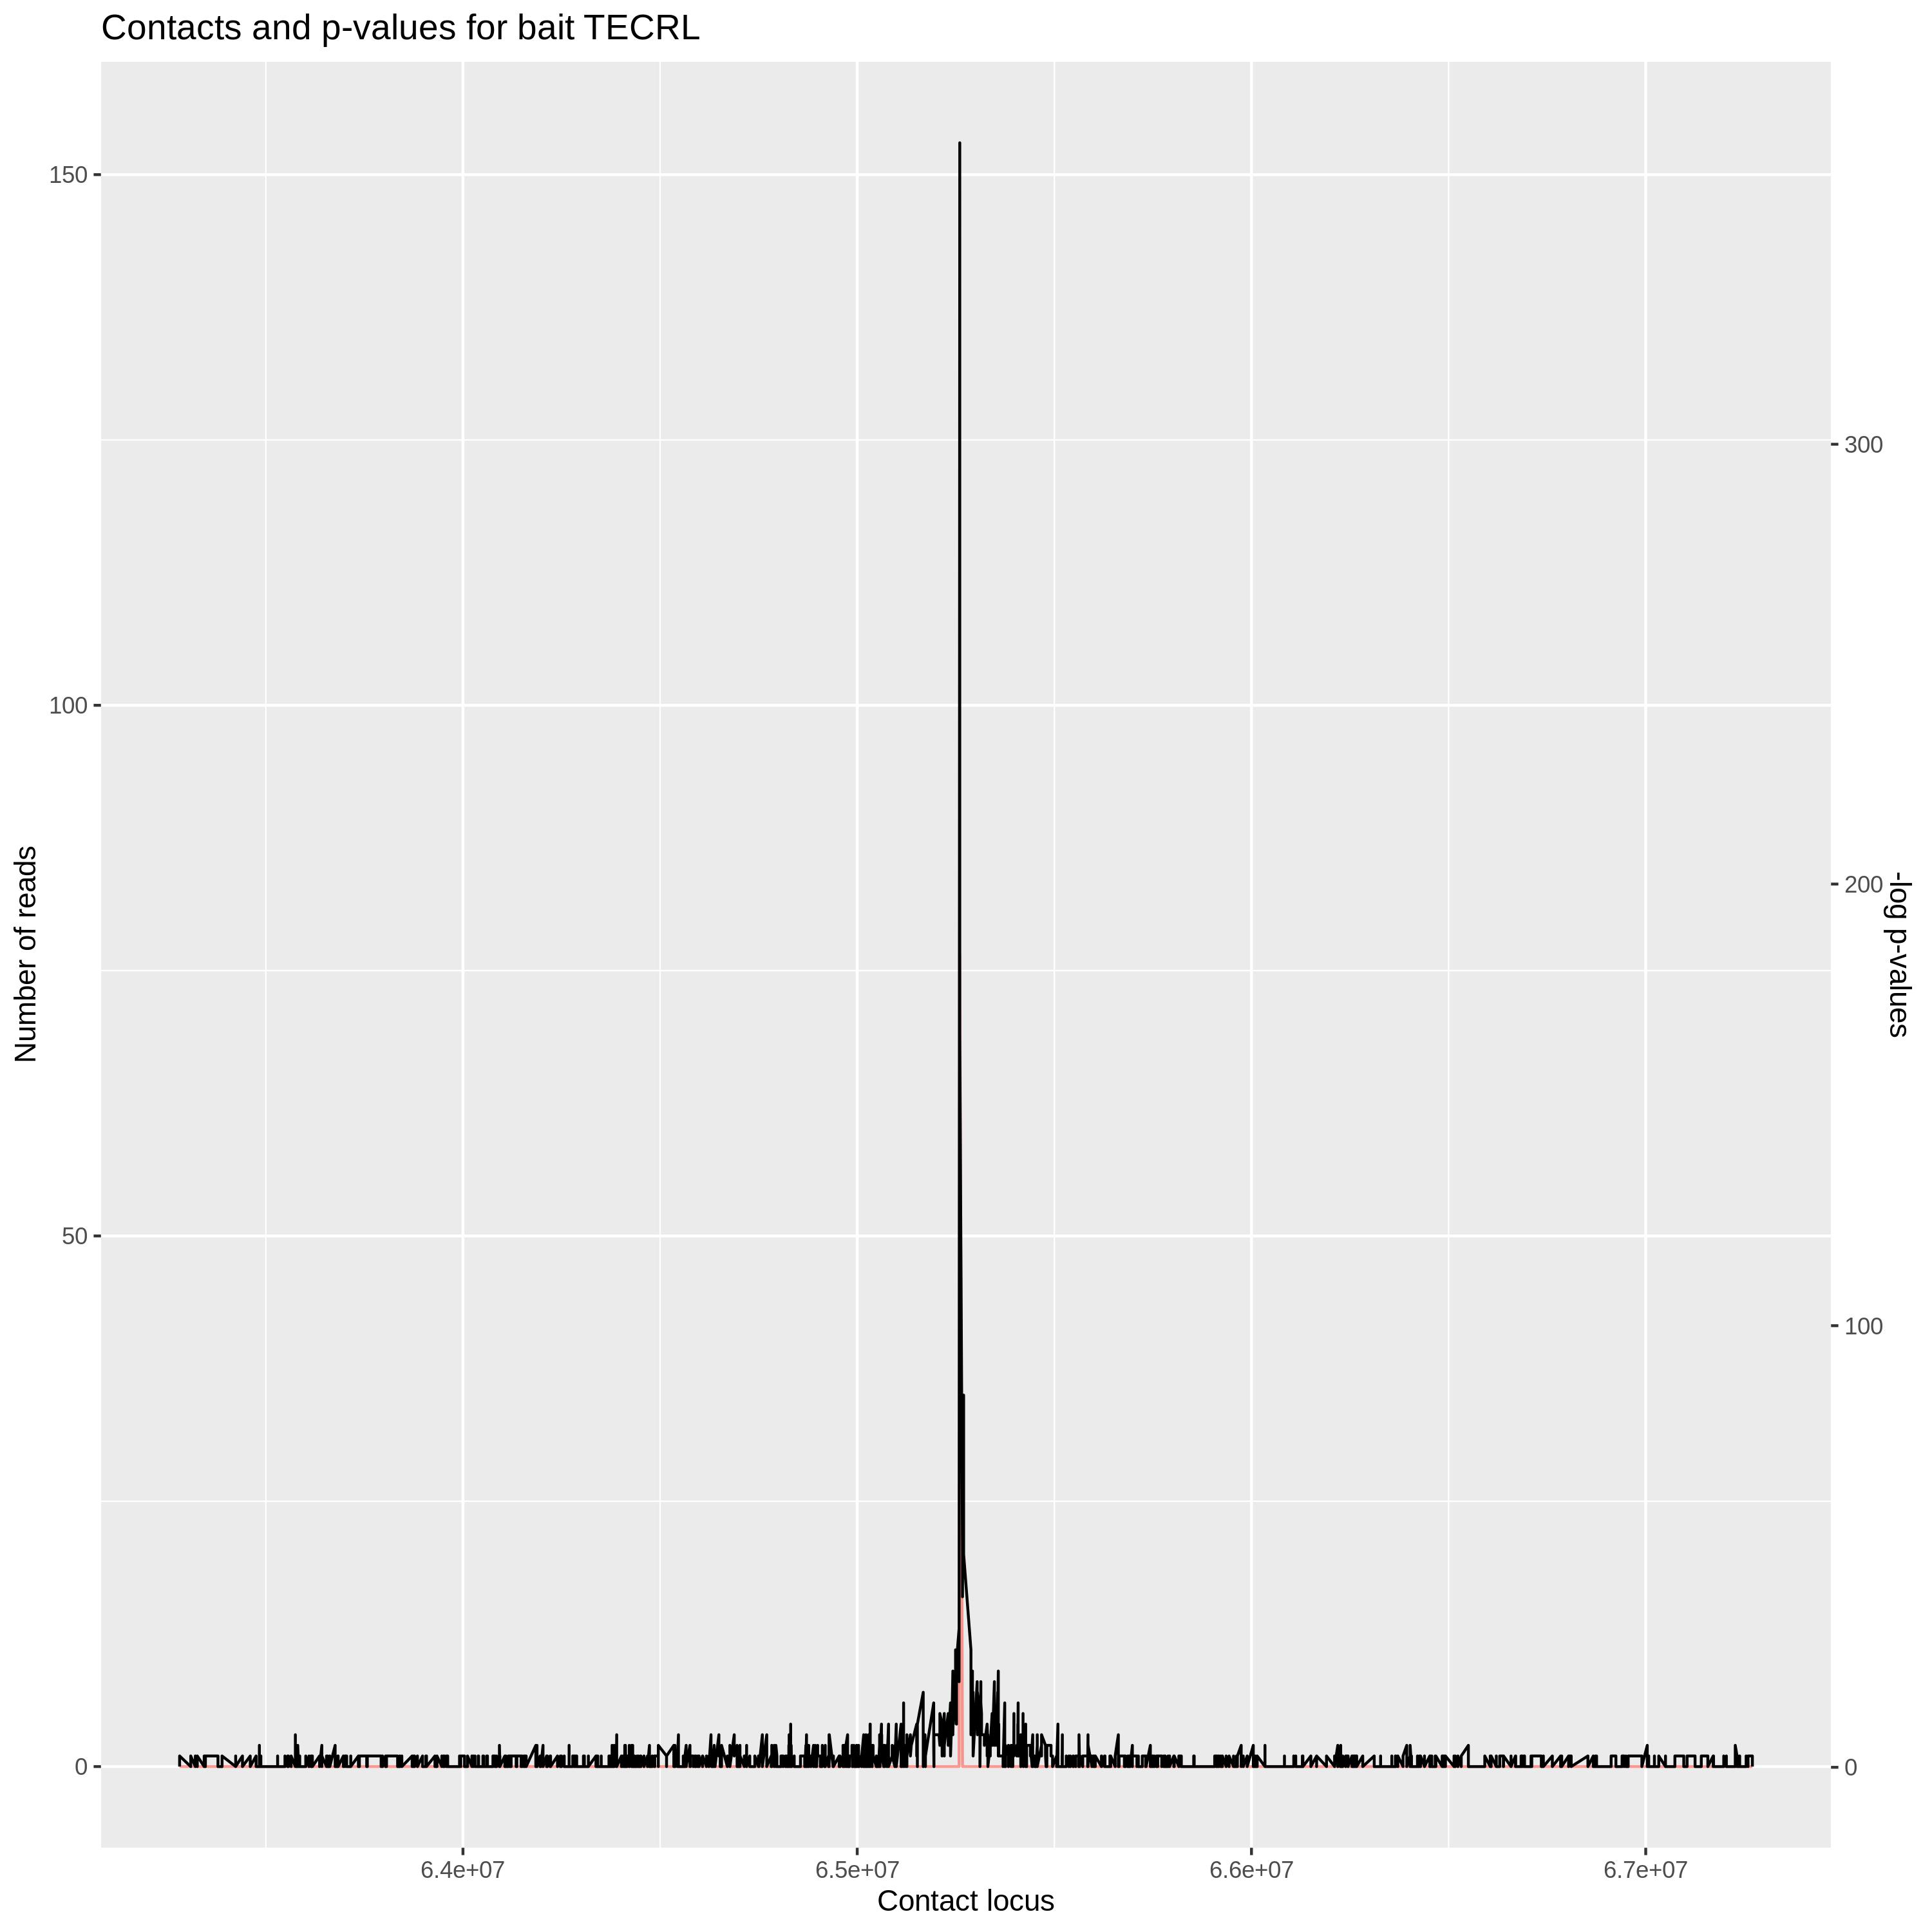 Contacts and p-values for bait TECRL
150
100
50
0
Number of reads
300
200
100
0
-log p-values
6.4e+07 6.5e+07 6.6e+07 6.7e+07
Contact locus